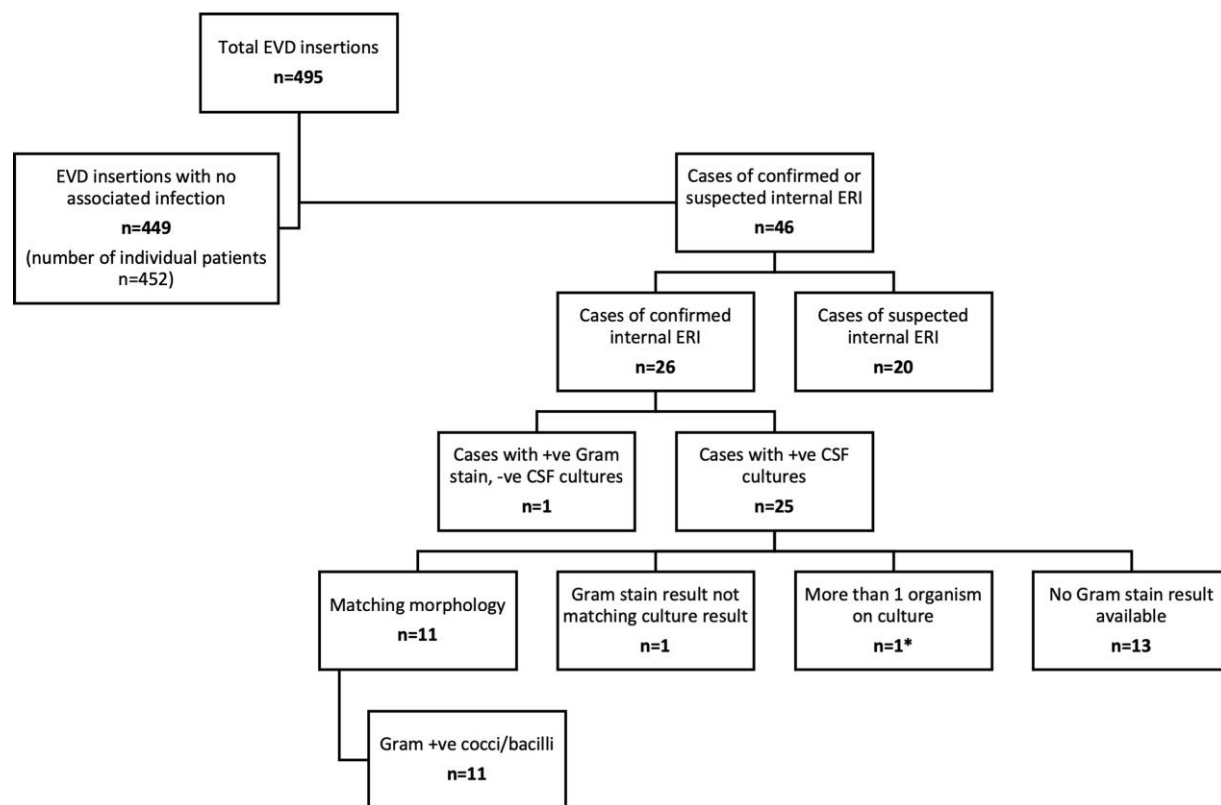 Total EVD insertions
n=495
EVD insertions with no
associated infection
n=449
(number of individual patients
n=452)
Cases of confirmed or
suspected internal ERI
n=46
Cases of confirmed
internal ERI
n=26
Cases of suspected
internal ERI
n=20
Cases with +ve Gram
stain, -ve CSF cultures
n=1
Cases with +ve CSF
cultures
n=25
Matching morphology
n=11
Gram stain result not
matching culture result
n=1
More than 1 organism
on culture
n=1*
No Gram stain result
available
n=13
Gram +ve cocci/bacilli
n=11